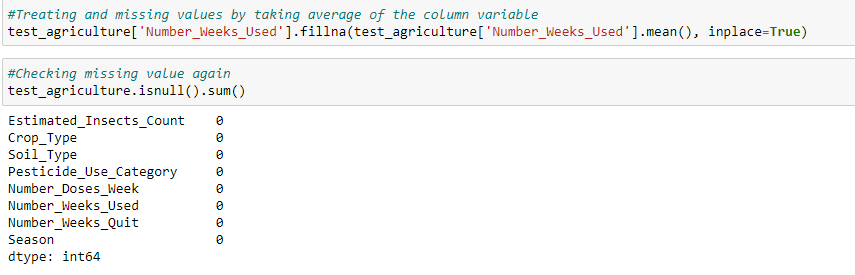 #Treating and missing values by taking average of the column variable
test_agriculture['Number_Weeks_Used'].fillna(test_agriculture['Number_Weeks_Used'].mean(), inplace=True)
#Checking missing value again
test_agriculture.isnull().sum()
Estimated_Insects_Count    0
Crop_Type                  0
Soil_Type                  0
Pesticide_Use_Category     0
Number_Doses_Week          0
Number_Weeks_Used          0
Number_Weeks_Quit          0
Season                     0
dtype: int64